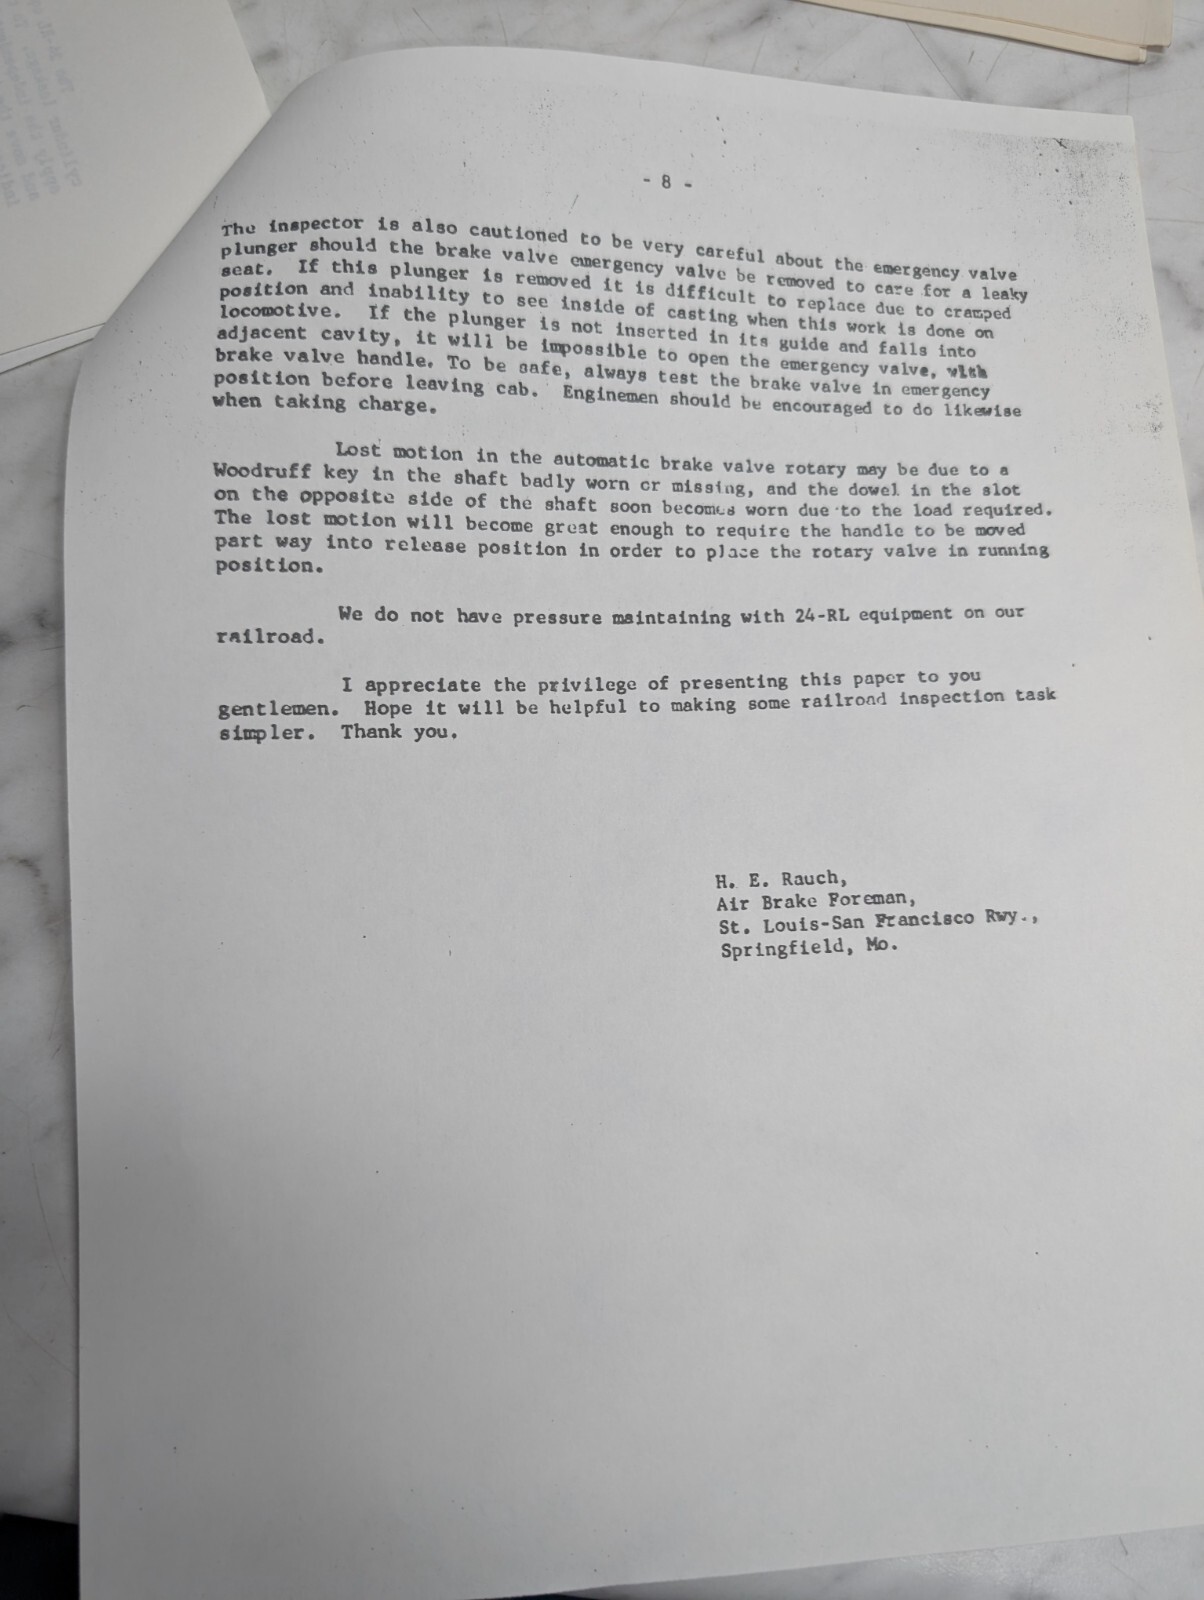 - 8 -
The inspector is also cautioned to be very careful about the emergency valve
plunger should the brake valve emergency valve be removed to care for a leaky
seat. If this plunger is removed it is difficult to replace due to cramped
position and inability to see inside of casting when this work is done on
locomotive. If the plunger is not inserted in its guide and falls into
adjacent cavity, it will be impossible to open the emergency valve, with
brake valve handle. To be safe, always test the brake valve in emergency
position before leaving cab. Enginemen should be encouraged to do likewise
when taking charge.
Lost motion in the automatic brake valve rotary may be due to a
Woodruff key in the shaft badly worn or missing, and the dowel in the slot
on the opposite side of the shaft soon becomes worn due to the load required.
The lost motion will become great enough to require the handle to be moved
part way into release position in order to place the rotary valve in running
position.
We do not have pressure maintaining with 24-RL equipment on our
railroad.
I appreciate the privilege of presenting this paper to you
gentlemen. Hope it will be helpful to making some railroad inspection task
simpler. Thank you.
H. E. Rauch,
Air Brake Foreman,
St. Louis-San Francisco Rwy.,
Springfield, Mo.